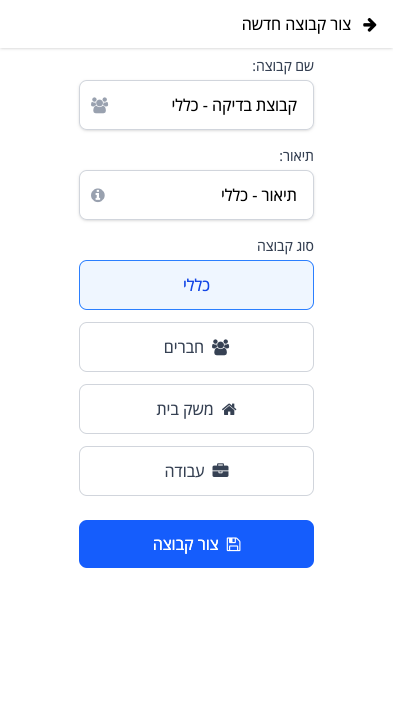 צור קבוצה חדשה
שם קבוצה:
קבוצת בדיקה - כללי
תיאור:
תיאור - כללי
סוג קבוצה
כללי
חברים
משק בית
עבודה
צור קבוצה